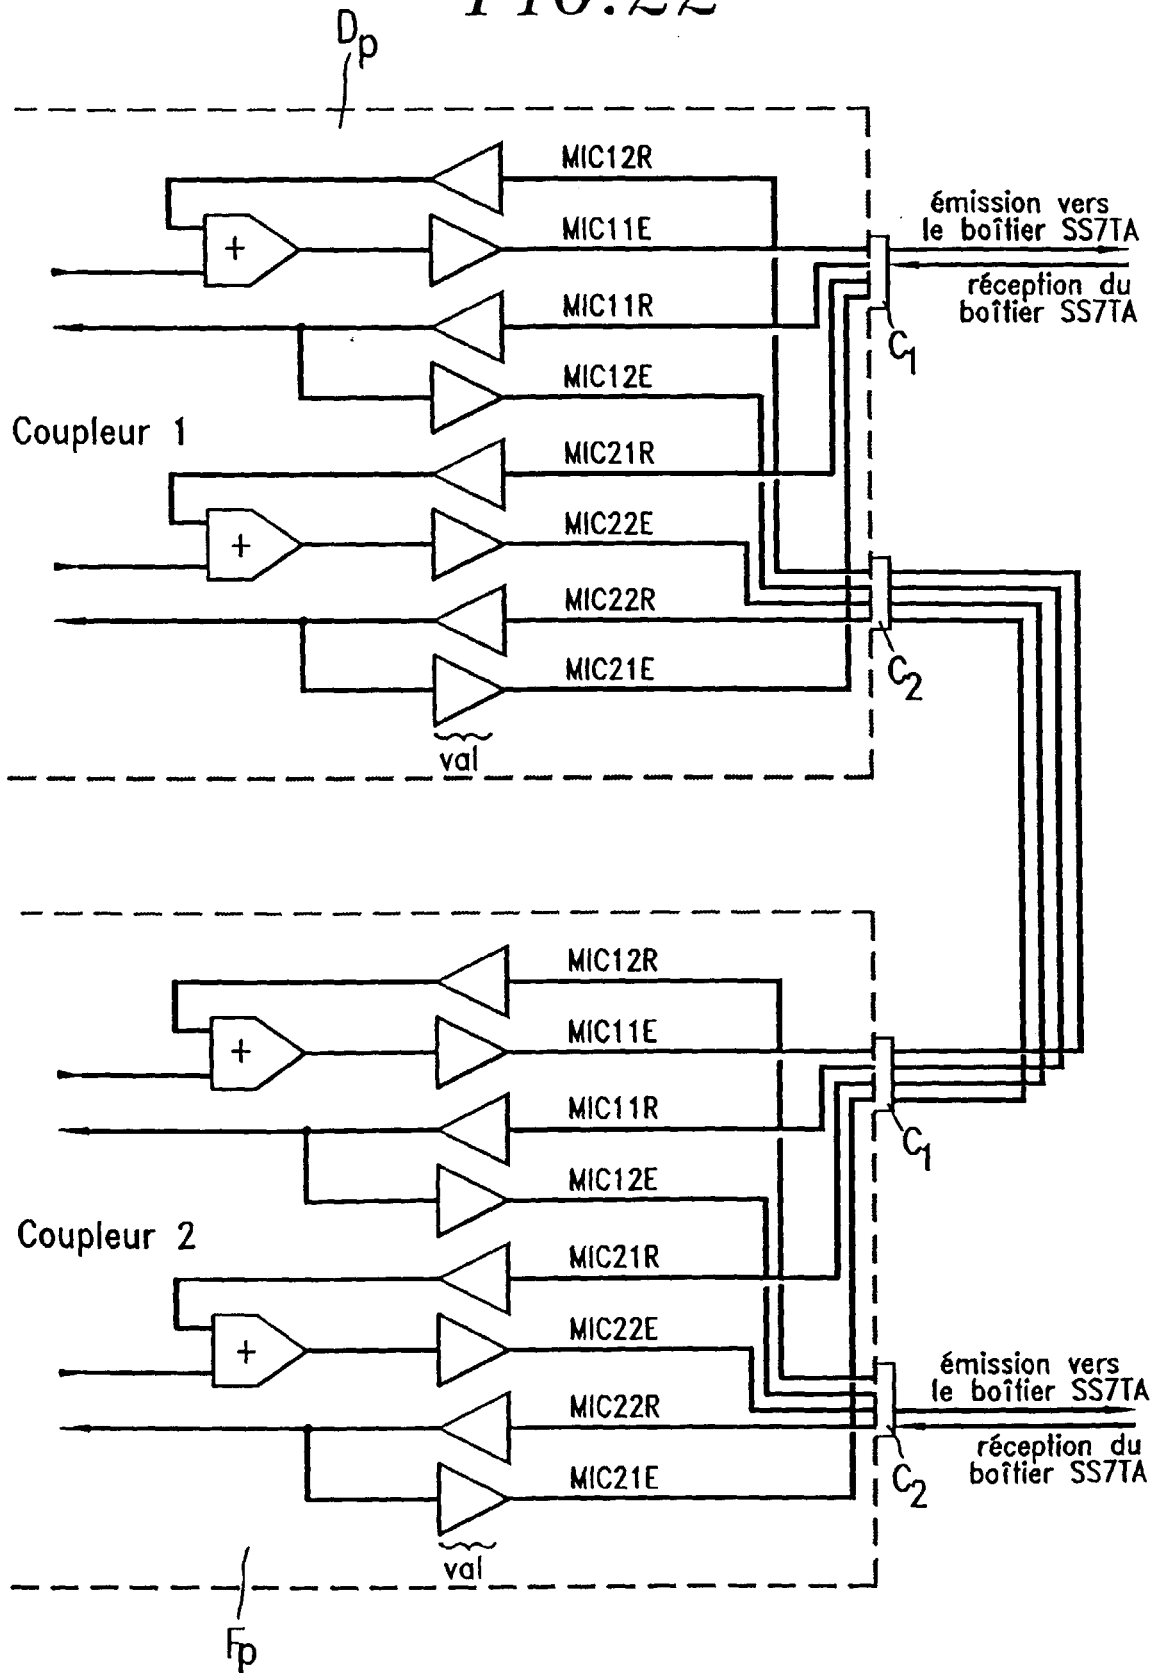 FIG.22
Dp
MIC12R
MIC11E
émission vers
le boîtier SS7TA
+
réception du
boîtier SS7TA
MIC11R
C1
MIC12E
Coupleur 1
MIC21R
MIC22E
+
MIC22R
MIC21E
C2
val
MIC12R
MIC11E
+
MIC11R
C1
MIC12E
Coupleur 2
MIC21R
MIC22E
+
émission vers
le boîtier SS7TA
MIC22R
réception du
boîtier SS7TA
MIC21E
C2
val
Fp